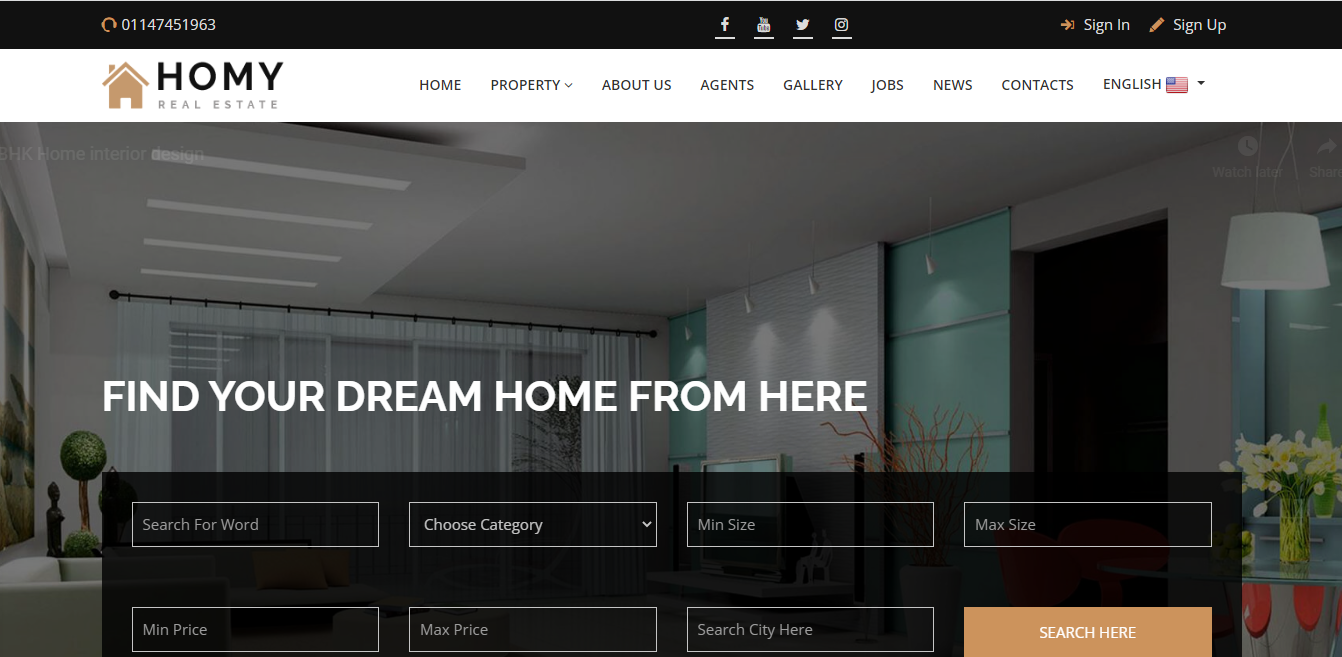 01147451963
Sign In
Sign Up
HOMY
REAL ESTATE
HOME
PROPERTY
ABOUT US
AGENTS
GALLERY
JOBS
NEWS
CONTACTS
ENGLISH
BHK Home interior design
Watch later
Share
FIND YOUR DREAM HOME FROM HERE
Search For Word
Choose Category
Min Size
Max Size
Min Price
Max Price
Search City Here
SEARCH HERE